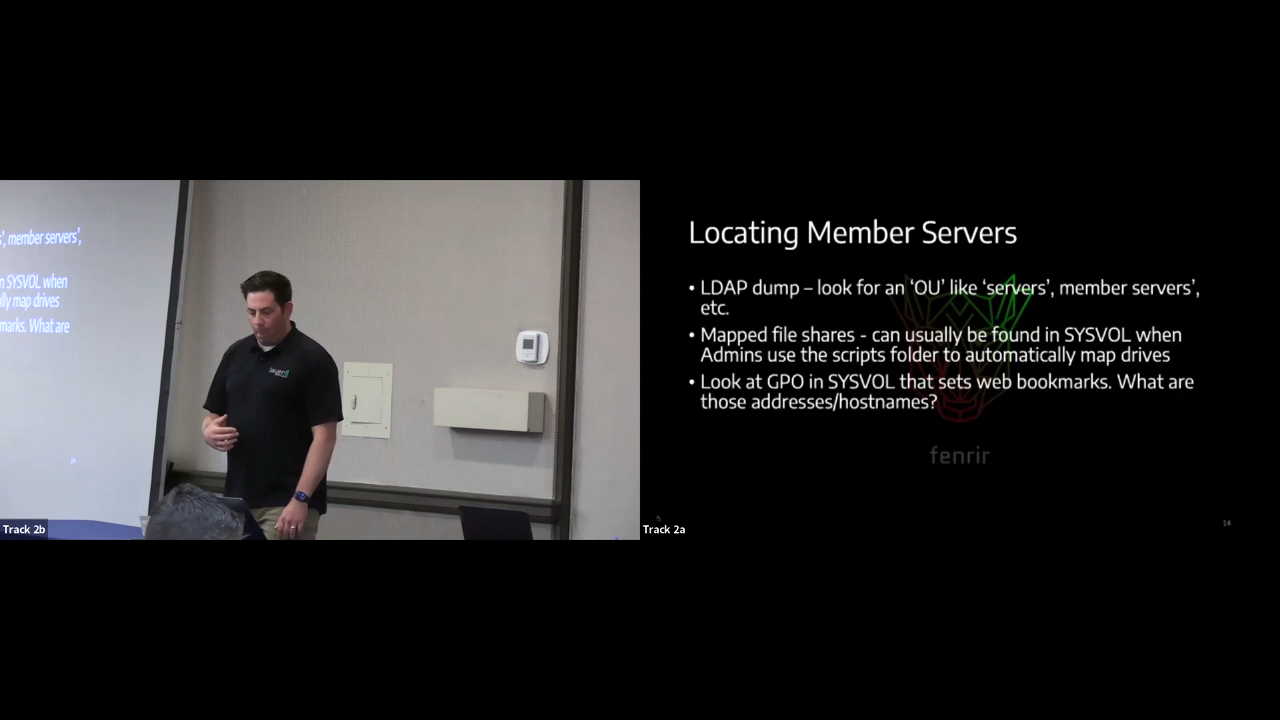 ', member servers',
n SYSVOL when
lly map drives
marks. What are
layer8
Track 2b
Locating Member Servers
• LDAP dump – look for an 'OU' like 'servers', member servers',
etc.
• Mapped file shares - can usually be found in SYSVOL when
Admins use the scripts folder to automatically map drives
• Look at GPO in SYSVOL that sets web bookmarks. What are
those addresses/hostnames?
fenrir
14
Track 2a